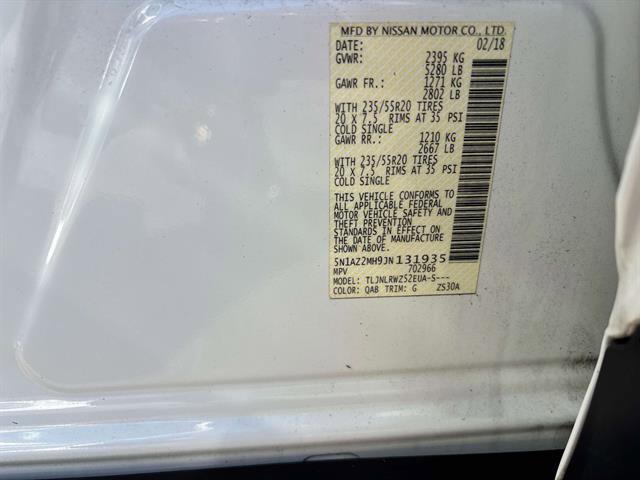 MFD BY NISSAN MOTOR CO., LTD.
DATE: 02/18
GVWR: 2395 KG
5280 LB
GAWR FR.: 1271 KG
2802 LB
WITH 235/55R20 TIRES
20 X 7.5 RIMS AT 35 PSI
COLD SINGLE
GAWR RR.: 1210 KG
2667 LB
WITH 235/55R20 TIRES
20 X 7.5 RIMS AT 35 PSI
COLD SINGLE
THIS VEHICLE CONFORMS TO
ALL APPLICABLE FEDERAL
MOTOR VEHICLE SAFETY AND
THEFT PREVENTION
STANDARDS IN EFFECT ON
THE DATE OF MANUFACTURE
SHOWN ABOVE.
5N1AZ2MH9JN131935
MPV 702966
MODEL: TLJNLRWZ52EUA-S---
COLOR: QAB TRIM: G ZS30A